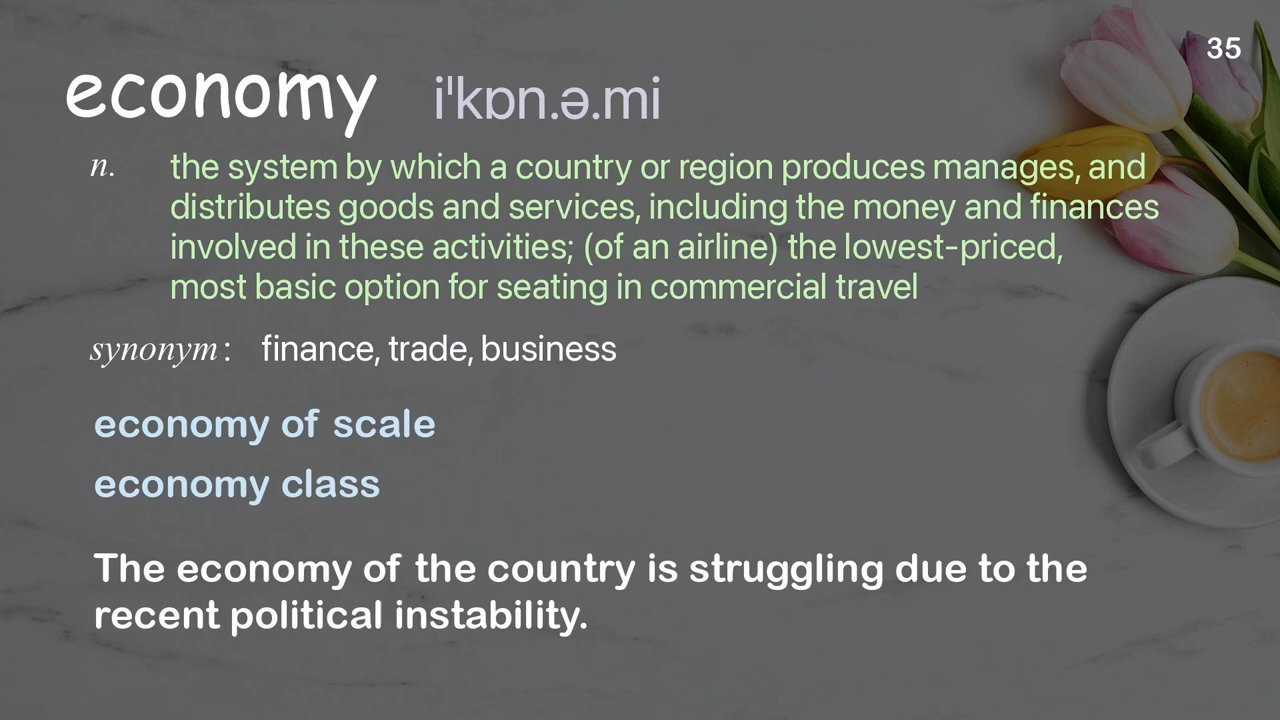 35
economy iˈkɒn.ə.mi
n. the system by which a country or region produces manages, and
distributes goods and services, including the money and finances
involved in these activities; (of an airline) the lowest-priced,
most basic option for seating in commercial travel
synonym: finance, trade, business
economy of scale
economy class
The economy of the country is struggling due to the
recent political instability.